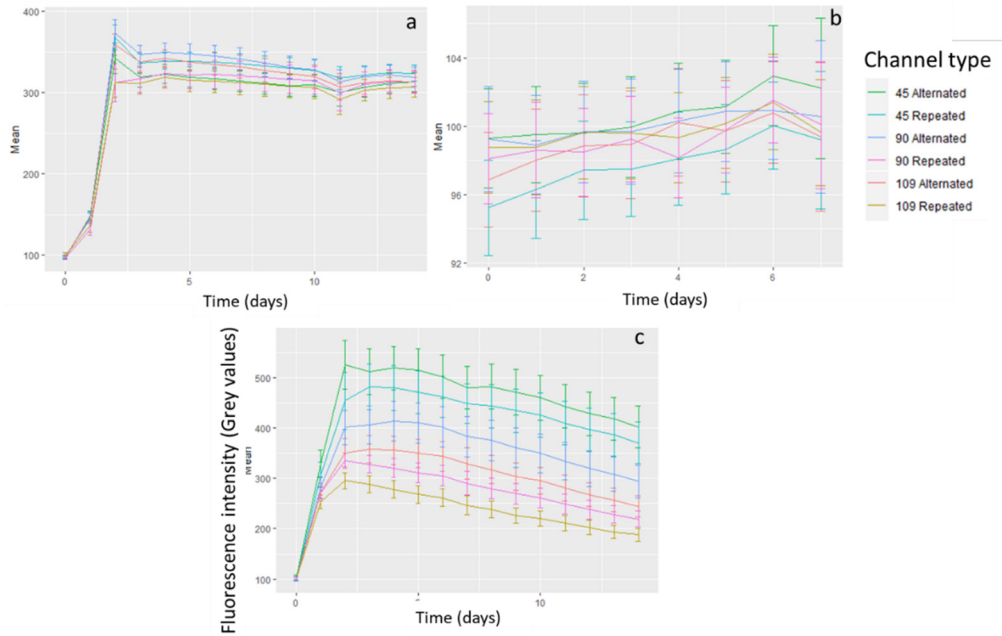 a
400
300
200
100
Mean
0
5
10
Time (days)
b
104
100
96
92
Mean
0
2
4
6
Time (days)
Channel type
45 Alternated
45 Repeated
90 Alternated
90 Repeated
109 Alternated
109 Repeated
c
500
400
300
200
100
Fluorescence intensity (Grey values)
Mean
0
10
Time (days)